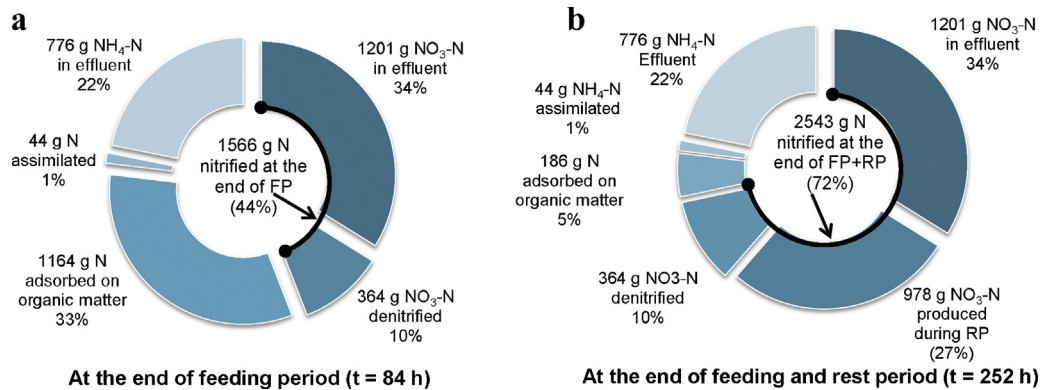 a
776 g NH4-N
in effluent
22%
1201 g NO3-N
in effluent
34%
44 g N
assimilated
1%
1566 g N
nitrified at the
end of FP
(44%)
1164 g N
adsorbed on
organic matter
33%
364 g NO3-N
denitrified
10%
At the end of feeding period (t = 84 h)
b
776 g NH4-N
Effluent
22%
1201 g NO3-N
in effluent
34%
44 g NH4-N
assimilated
1%
2543 g N
nitrified at the
end of FP+RP
(72%)
186 g N
adsorbed on
organic matter
5%
364 g NO3-N
denitrified
10%
978 g NO3-N
produced
during RP
(27%)
At the end of feeding and rest period (t = 252 h)